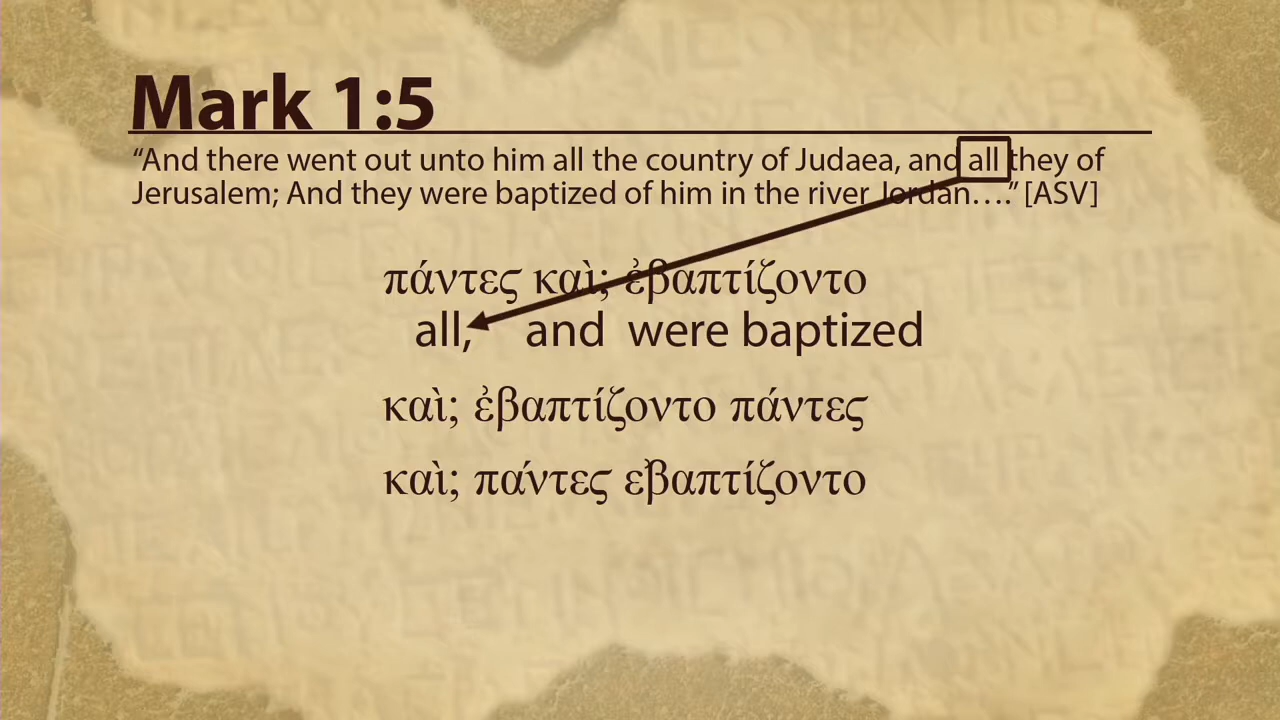 Mark 1:5
“And there went out unto him all the country of Judaea, and all they of
Jerusalem; And they were baptized of him in the river Jordan….” [ASV]
πάντες καὶ; ἐβαπτίζοντο
all, and were baptized
καὶ; ἐβαπτίζοντο πάντες
καὶ; πάντες εβ̓απτίζοντο